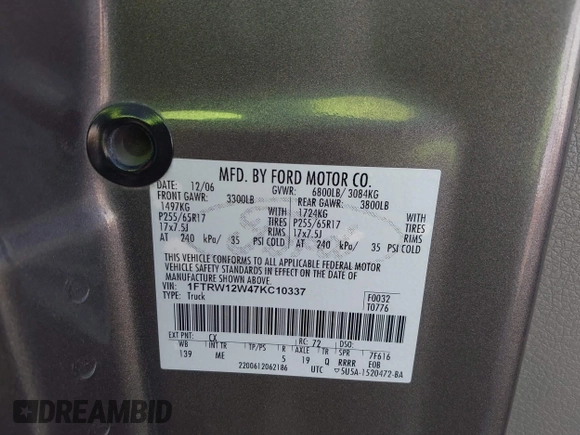 MFD. BY FORD MOTOR CO.
DATE: 12/06 GVWR: 6800LB/ 3084KG
FRONT GAWR: 3300LB REAR GAWR: 3800LB
1497KG WITH 1724KG WITH
P255/65R17 TIRES P255/65R17 TIRES
17x7.5J RIMS 17x7.5J RIMS
AT 240 kPa/ 35 PSI COLD AT 240 kPa/ 35 PSI COLD
THIS VEHICLE CONFORMS TO ALL APPLICABLE FEDERAL MOTOR
VEHICLE SAFETY STANDARDS IN EFFECT ON THE DATE OF
MANUFACTURE SHOWN ABOVE.
VIN: 1FTRW12W47KC10337 F0032
TYPE: Truck T0776
EXT PNT: CX RC: 72 DSO:
WB INT TR TP/PS R AXLE TR SPR 7F616
139 ME 5 19 Q RRRR E0B
2200612062186 UTC 5U5A-1520472-BA
DREAMBID